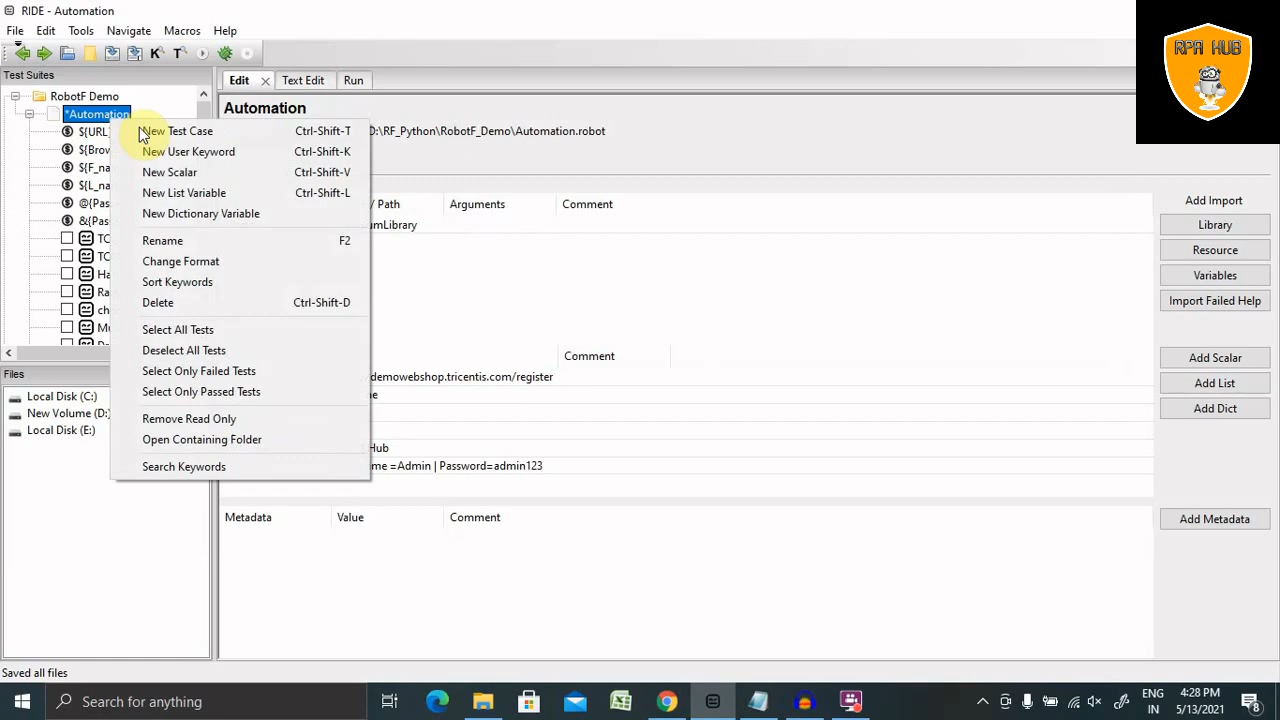 RIDE - Automation
File Edit Tools Navigate Macros Help
K T
Test Suites
Edit Text Edit Run
RPA HUB
RobotF Demo
*Automation
Automation
${URL}
${Brow
${F_na
${L_na
@{Pas
&{Pas
TC
TC
Ha
Ra
ch
Mu
New Test Case Ctrl-Shift-T
New User Keyword Ctrl-Shift-K
New Scalar Ctrl-Shift-V
New List Variable Ctrl-Shift-L
New Dictionary Variable
Rename F2
Change Format
Sort Keywords
Delete Ctrl-Shift-D
Select All Tests
Deselect All Tests
Select Only Failed Tests
Select Only Passed Tests
Remove Read Only
Open Containing Folder
Search Keywords
D:\RF_Python\RobotF_Demo\Automation.robot
/ Path Arguments Comment
umLibrary
Add Import
Library
Resource
Variables
Import Failed Help
Comment
demowebshop.tricentis.com/register
me
Hub
me =Admin | Password=admin123
Add Scalar
Add List
Add Dict
Metadata Value Comment
Add Metadata
Files
Local Disk (C:)
New Volume (D:)
Local Disk (E:)
Saved all files
Search for anything
ENG
IN
4:28 PM
5/13/2021
8